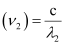 (ν₂) = c/λ₂